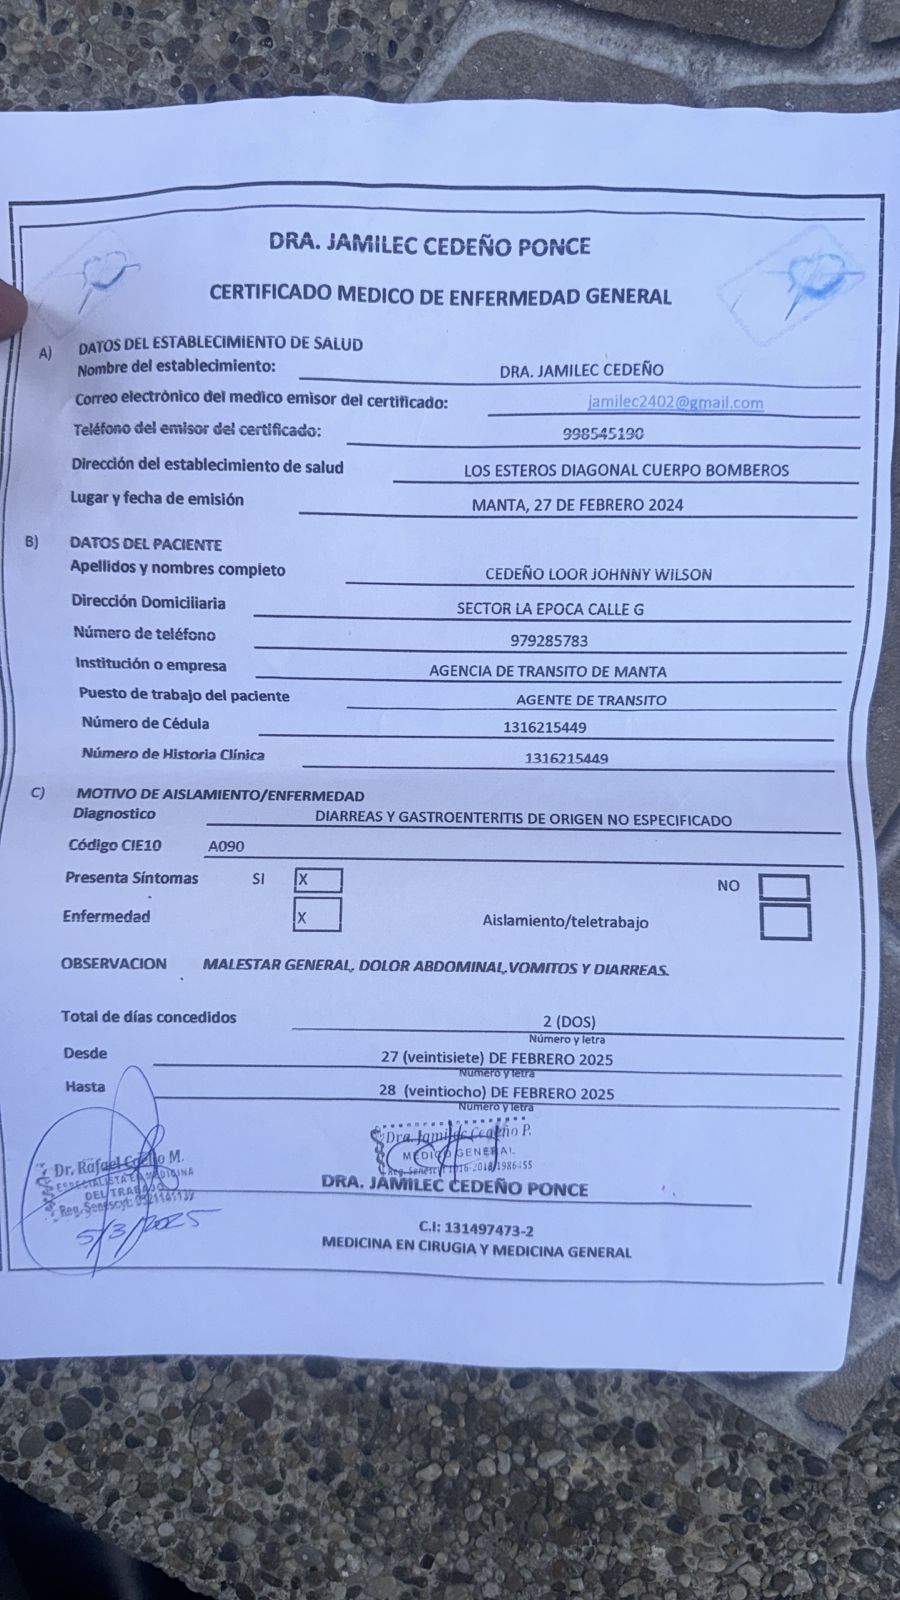 DRA. JAMILEC CEDEÑO PONCE
CERTIFICADO MEDICO DE ENFERMEDAD GENERAL
A) DATOS DEL ESTABLECIMIENTO DE SALUD
Nombre del establecimiento: DRA. JAMILEC CEDEÑO
Correo electrónico del medico emisor del certificado: jamilec2402@gmail.com
Teléfono del emisor del certificado: 998545190
Dirección del establecimiento de salud LOS ESTEROS DIAGONAL CUERPO BOMBEROS
Lugar y fecha de emisión MANTA, 27 DE FEBRERO 2024
B) DATOS DEL PACIENTE
Apellidos y nombres completo CEDEÑO LOOR JOHNNY WILSON
Dirección Domiciliaria SECTOR LA EPOCA CALLE G
Número de teléfono 979285783
Institución o empresa AGENCIA DE TRANSITO DE MANTA
Puesto de trabajo del paciente AGENTE DE TRANSITO
Número de Cédula 1316215449
Número de Historia Clínica 1316215449
C) MOTIVO DE AISLAMIENTO/ENFERMEDAD
Diagnostico DIARREAS Y GASTROENTERITIS DE ORIGEN NO ESPECIFICADO
Código CIE10 A090
Presenta Síntomas SI X NO
Enfermedad X Aislamiento/teletrabajo
OBSERVACION MALESTAR GENERAL, DOLOR ABDOMINAL, VOMITOS Y DIARREAS.
Total de días concedidos 2 (DOS)
Número y letra
Desde 27 (veintisiete) DE FEBRERO 2025
Número y letra
Hasta 28 (veintiocho) DE FEBRERO 2025
Número y letra
Dra. Jamilec Cedeño P.
MEDICO GENERAL
Reg. Senescyt
Dr. Rafael M.
ESPECIALISTA EN MEDICINA
DEL TRABAJO
Reg. Senescyt:
5/3/2025
DRA. JAMILEC CEDEÑO PONCE
C.I: 131497473-2
MEDICINA EN CIRUGIA Y MEDICINA GENERAL